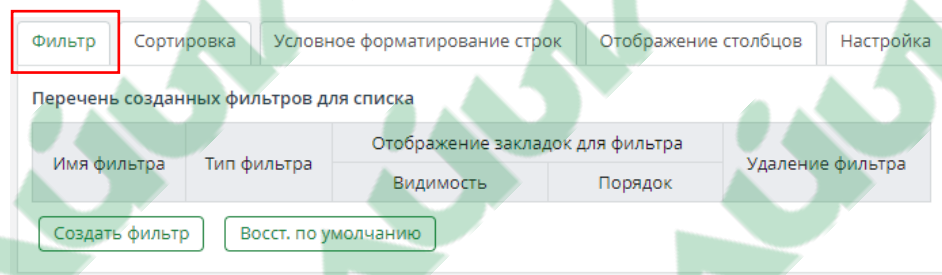 Фильтр Сортировка Условное форматирование строк Отображение столбцов Настройка
Перечень созданных фильтров для списка
Имя фильтра Тип фильтра Отображение закладок для фильтра Удаление фильтра
Видимость Порядок
Создать фильтр Восст. по умолчанию